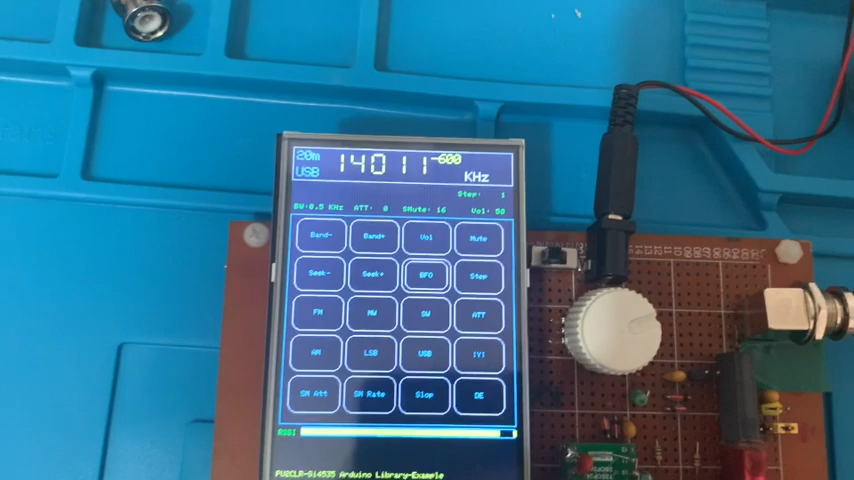 20m 14011 -600
USB KHz
Step: 1
BW:0.5 KHz ATT: 0 SMute: 16 Vol: 50
Band- Band+ Vol Mute
Seek- Seek+ BFO Step
FM MW SW ATT
AM LSB USB |Y|
SM Att SM Rate Slop DE
RSSI
PU2CLR-Si4535 Arduino Library-Example